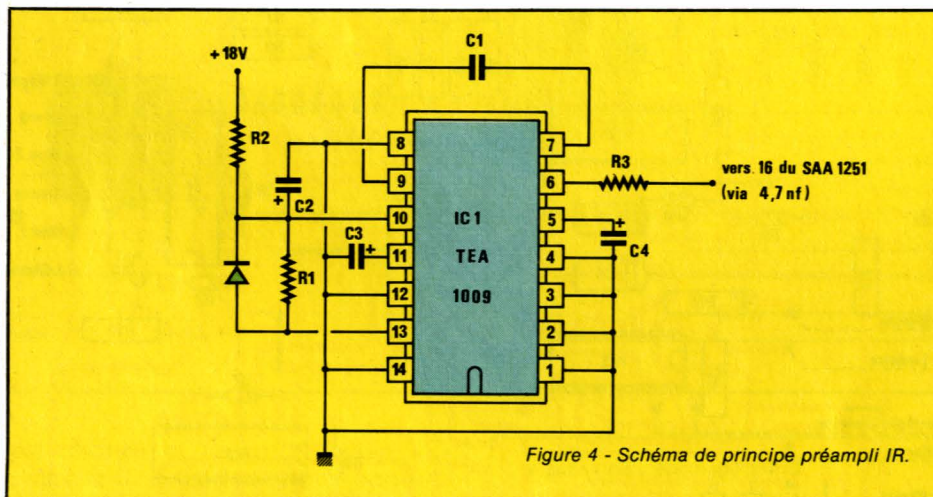 C1
+18V
R2
8
7
R3
vers 16 du SAA 1251
(via 4,7 nf)
9
6
C2
+
10
IC1
5
+
C4
C3
+
R1
11
TEA
4
12
1009
3
13
2
14
1
Figure 4 - Schéma de principe préampli IR.